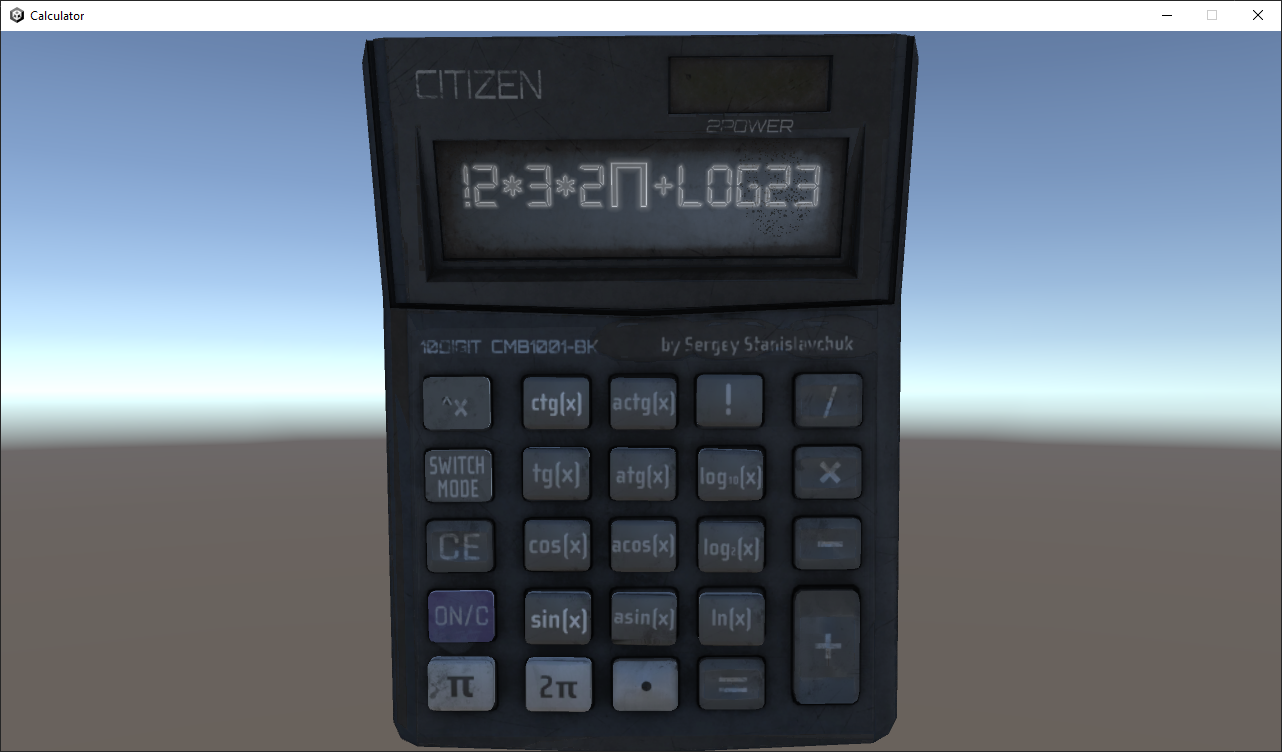 Calculator
CITIZEN
2POWER
!2*3*2П+LOG23
10DIGIT CMB1001-BK
by Sergey Stanislavchuk
^x ctg(x) actg(x) ! /
SWITCH MODE tg(x) atg(x) log₁₀(x) ×
CE cos(x) acos(x) log₂(x) −
ON/C sin(x) asin(x) ln(x) +
π 2π • =